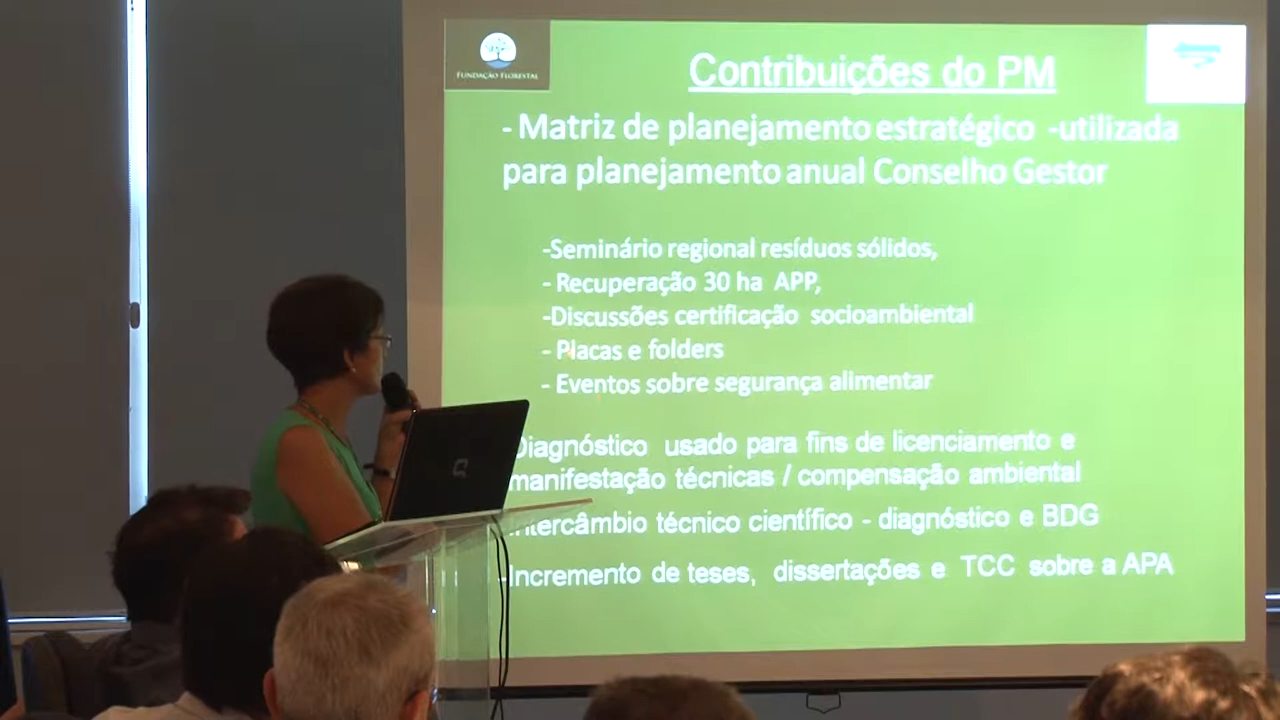 FUNDAÇÃO FLORESTAL
Contribuições do PM
- Matriz de planejamento estratégico -utilizada
para planejamento anual Conselho Gestor
-Seminário regional resíduos sólidos,
- Recuperação 30 ha APP,
-Discussões certificação socioambiental
- Placas e folders
- Eventos sobre segurança alimentar
Diagnóstico usado para fins de licenciamento e
manifestação técnicas / compensação ambiental
Intercâmbio técnico científico - diagnóstico e BDG
-Incremento de teses, dissertações e TCC sobre a APA